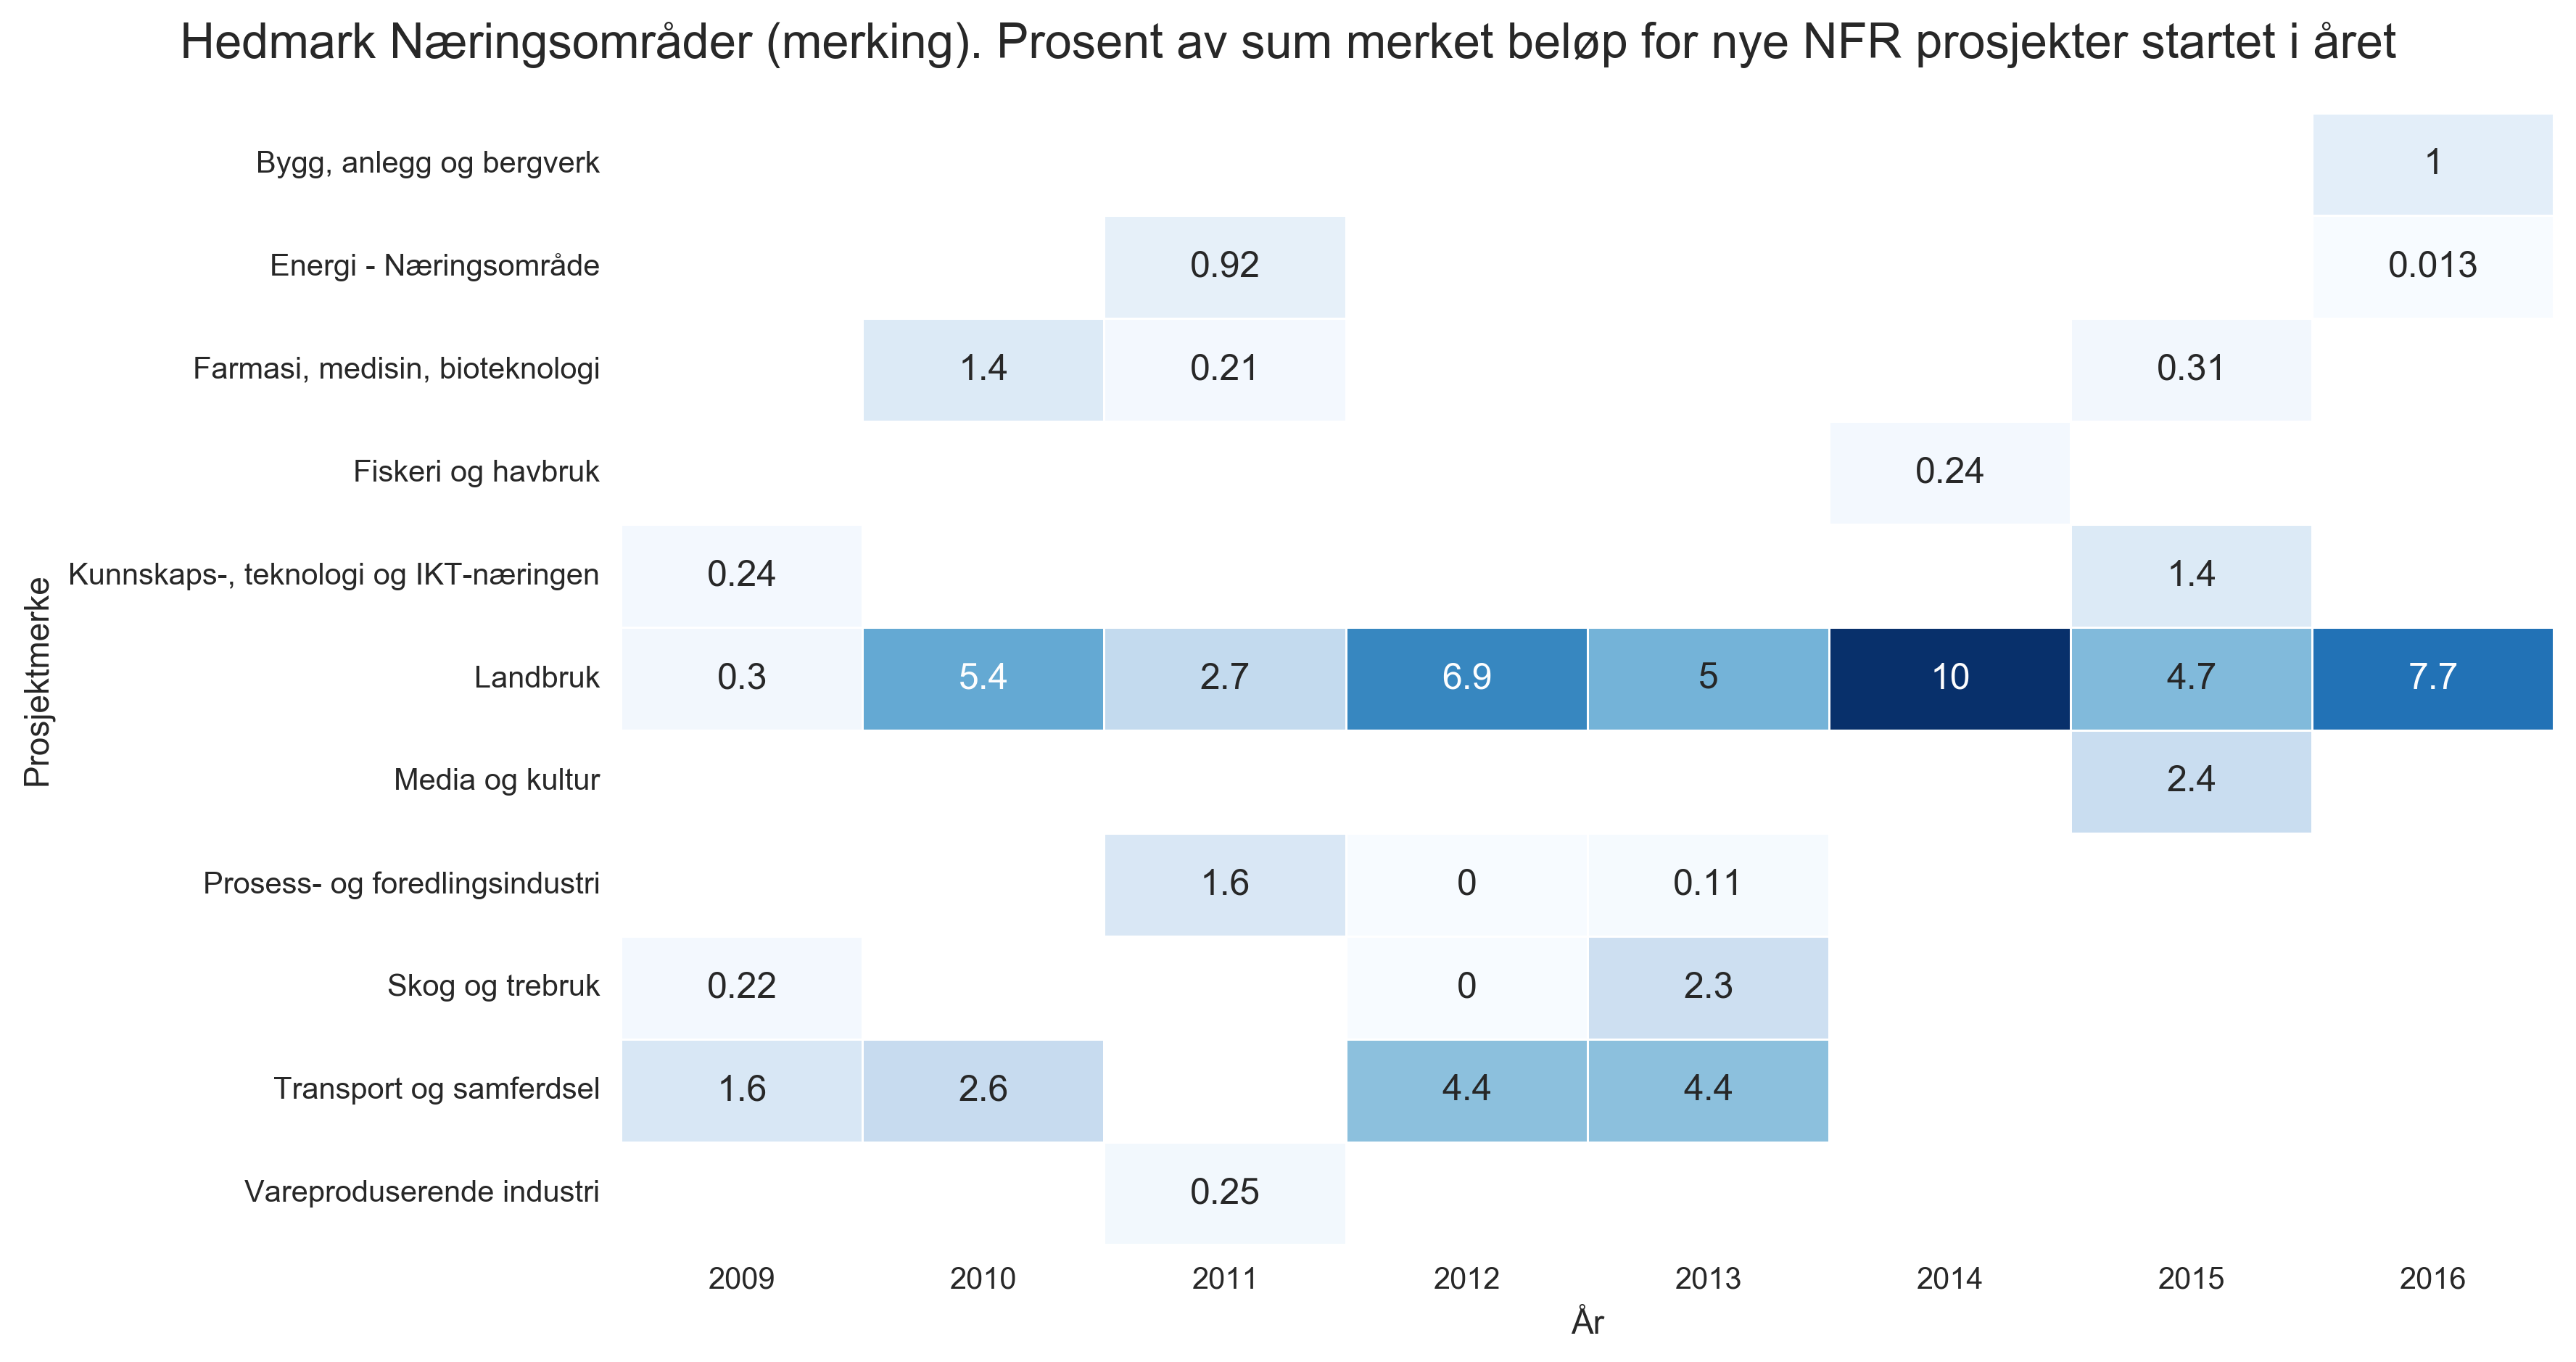 Hedmark Næringsområder (merking). Prosent av sum merket beløp for nye NFR prosjekter startet i året
Prosjektmerke
Bygg, anlegg og bergverk 1
Energi - Næringsområde 0.92 0.013
Farmasi, medisin, bioteknologi 1.4 0.21 0.31
Fiskeri og havbruk 0.24
Kunnskaps-, teknologi og IKT-næringen 0.24 1.4
Landbruk 0.3 5.4 2.7 6.9 5 10 4.7 7.7
Media og kultur 2.4
Prosess- og foredlingsindustri 1.6 0 0.11
Skog og trebruk 0.22 0 2.3
Transport og samferdsel 1.6 2.6 4.4 4.4
Vareproduserende industri 0.25
2009 2010 2011 2012 2013 2014 2015 2016
År